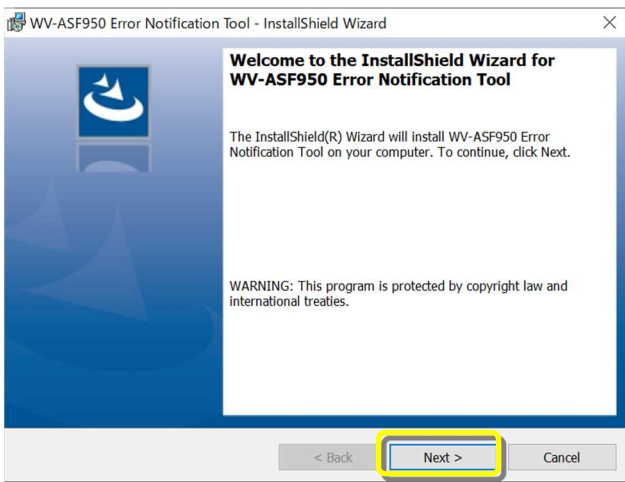 WV-ASF950 Error Notification Tool - InstallShield Wizard
Welcome to the InstallShield Wizard for
WV-ASF950 Error Notification Tool
The InstallShield(R) Wizard will install WV-ASF950 Error
Notification Tool on your computer. To continue, click Next.
WARNING: This program is protected by copyright law and
international treaties.
< Back Next > Cancel